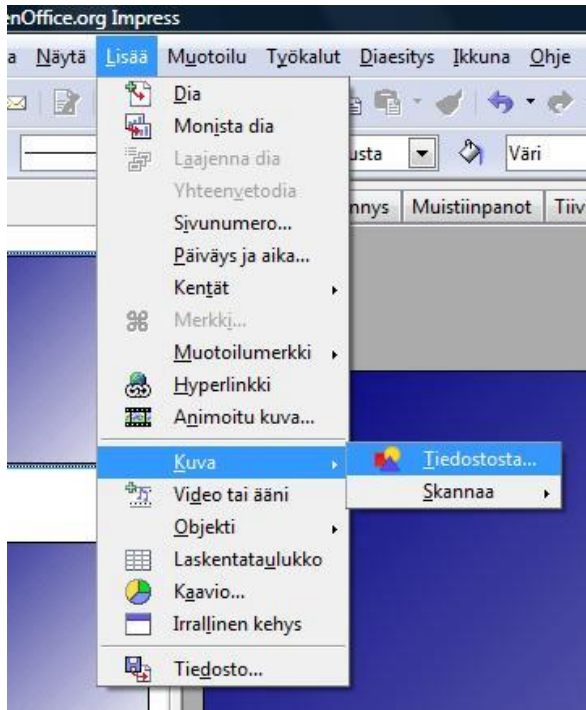 enOffice.org Impress
a Näytä Lisää Muotoilu Työkalut Diaesitys Ikkuna Ohje
usta Väri
nnys Muistiinpanot Tiiv
Dia
Monista dia
Laajenna dia
Yhteenvetodia
Sivunumero...
Päiväys ja aika...
Kentät
Merkki...
Muotoilumerkki
Hyperlinkki
Animoitu kuva...
Kuva
Tiedostosta...
Skannaa
Video tai ääni
Objekti
Laskentataulukko
Kaavio...
Irrallinen kehys
Tiedosto...